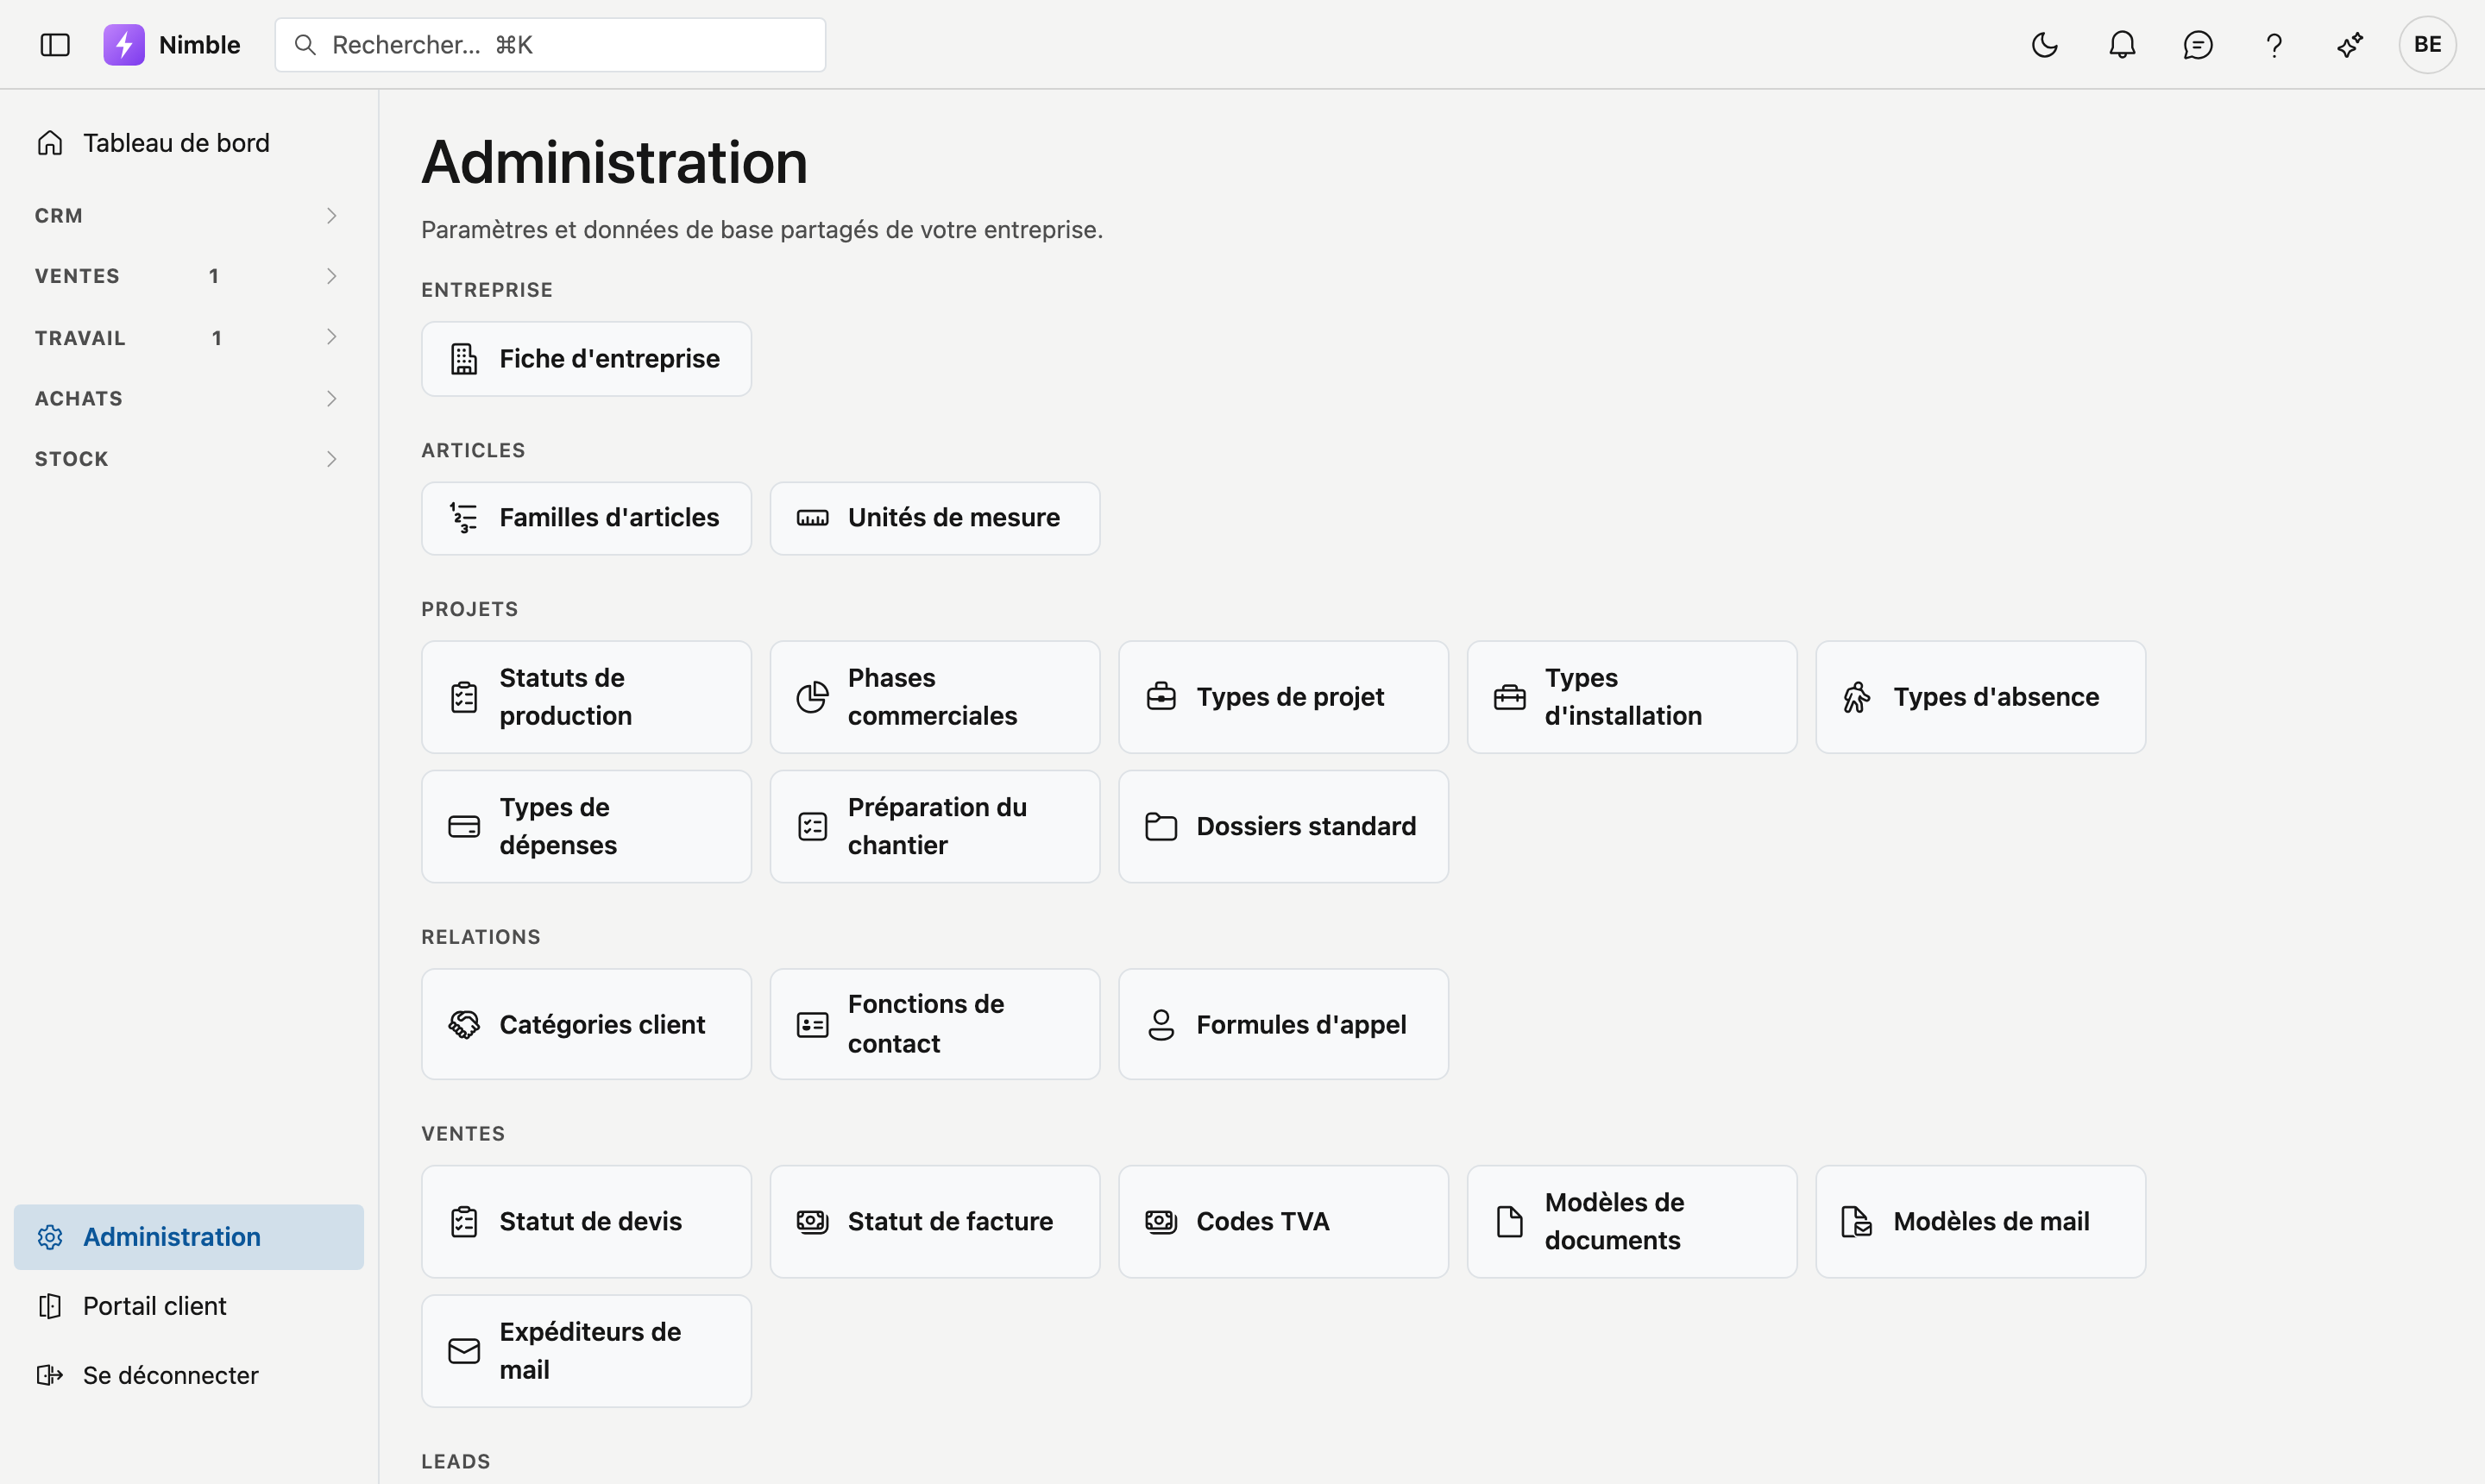 Nimble
Rechercher... ⌘K
BE
Tableau de bord
CRM
VENTES 1
TRAVAIL 1
ACHATS
STOCK
Administration
Portail client
Se déconnecter
Administration
Paramètres et données de base partagés de votre entreprise.
ENTREPRISE
Fiche d'entreprise
ARTICLES
Familles d'articles
Unités de mesure
PROJETS
Statuts de
production
Phases
commerciales
Types de projet
Types
d'installation
Types d'absence
Types de
dépenses
Préparation du
chantier
Dossiers standard
RELATIONS
Catégories client
Fonctions de
contact
Formules d'appel
VENTES
Statut de devis
Statut de facture
Codes TVA
Modèles de
documents
Modèles de mail
Expéditeurs de
mail
LEADS